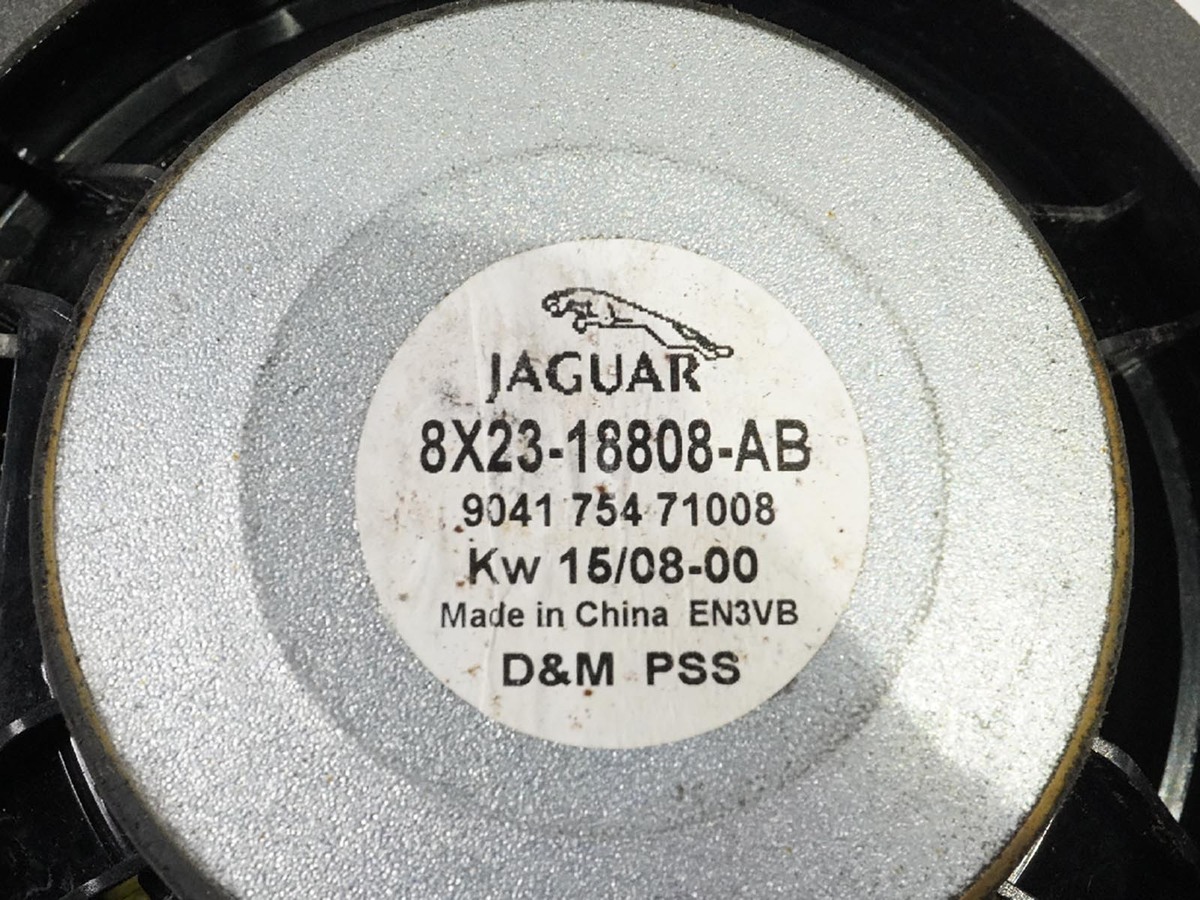 JAGUAR
8X23-18808-AB
9041 754 71008
Kw 15/08-00
Made in China EN3VB
D&M PSS